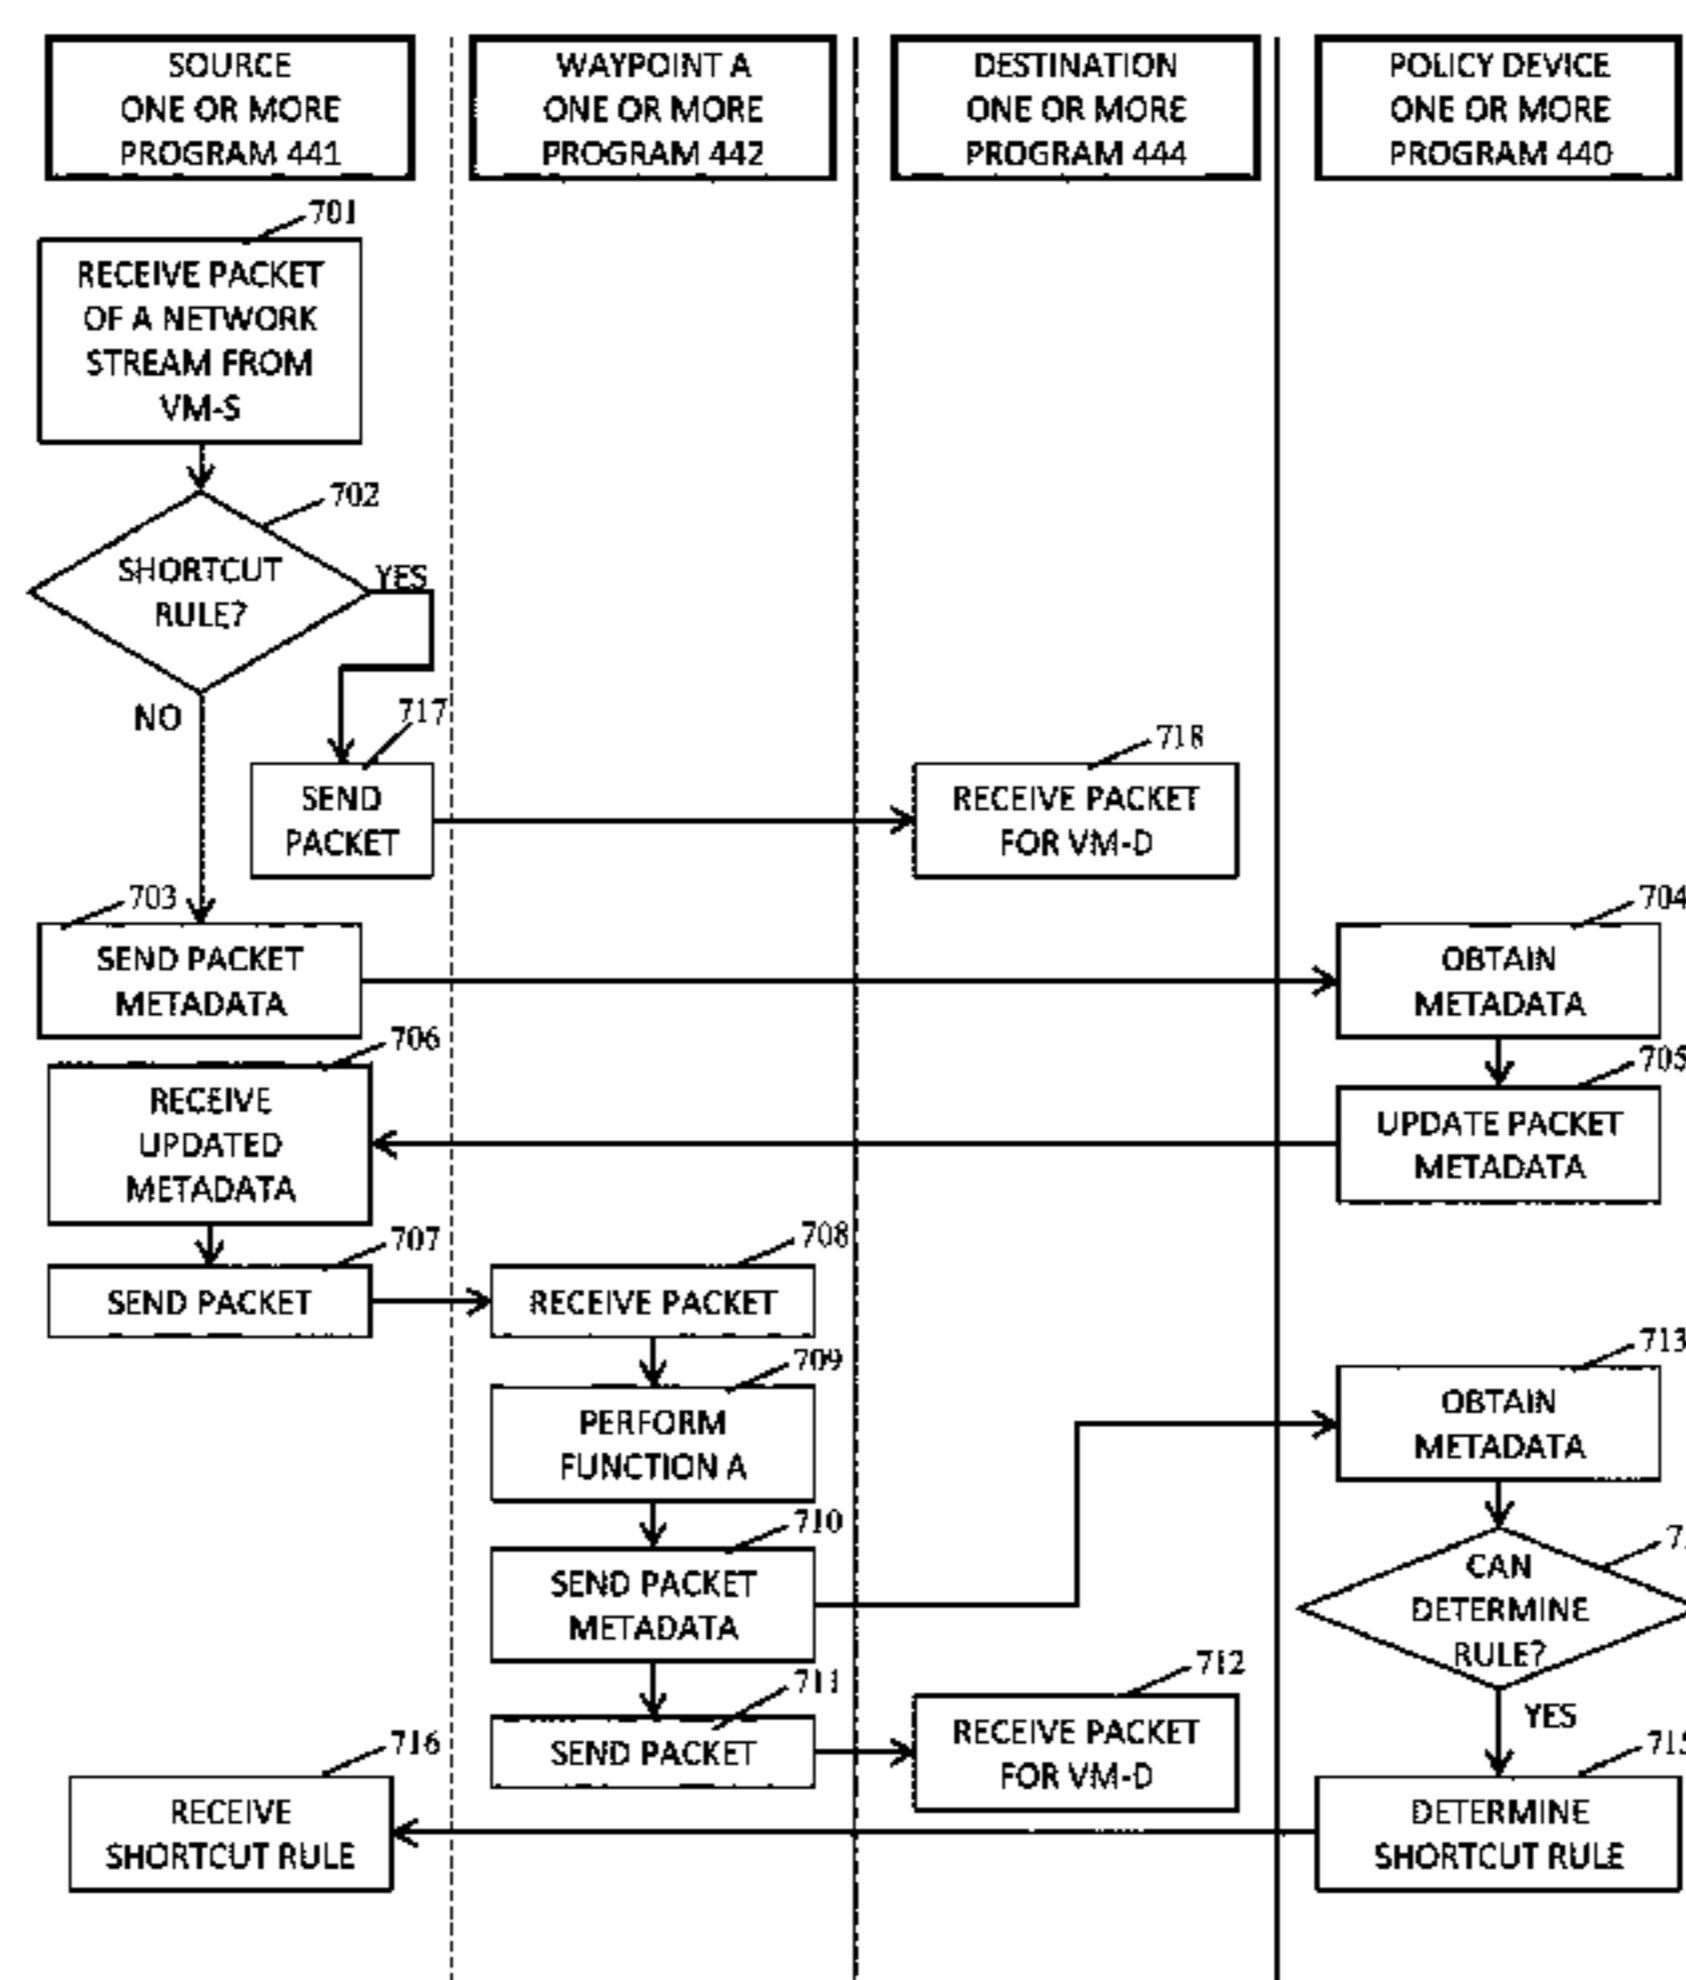 SOURCE
ONE OR MORE
PROGRAM 441
WAYPOINT A
ONE OR MORE
PROGRAM 442
DESTINATION
ONE OR MORE
PROGRAM 444
POLICY DEVICE
ONE OR MORE
PROGRAM 440
701
RECEIVE PACKET
OF A NETWORK
STREAM FROM
VM-S
702
SHORTCUT
RULE?
YES
NO
717
SEND
PACKET
718
RECEIVE PACKET
FOR VM-D
703
SEND PACKET
METADATA
704
OBTAIN
METADATA
705
UPDATE PACKET
METADATA
706
RECEIVE
UPDATED
METADATA
707
SEND PACKET
708
RECEIVE PACKET
709
PERFORM
FUNCTION A
710
SEND PACKET
METADATA
711
SEND PACKET
712
RECEIVE PACKET
FOR VM-D
713
OBTAIN
METADATA
CAN
DETERMINE
RULE?
YES
715
DETERMINE
SHORTCUT RULE
716
RECEIVE
SHORTCUT RULE